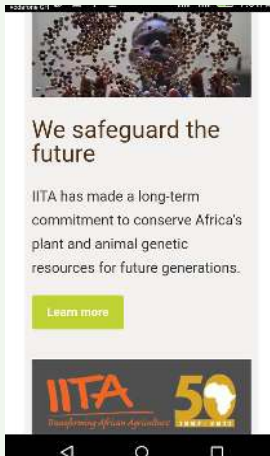 We safeguard the
future
IITA has made a long-term
commitment to conserve Africa's
plant and animal genetic
resources for future generations.
Learn more
IITA
Transforming African Agriculture
50